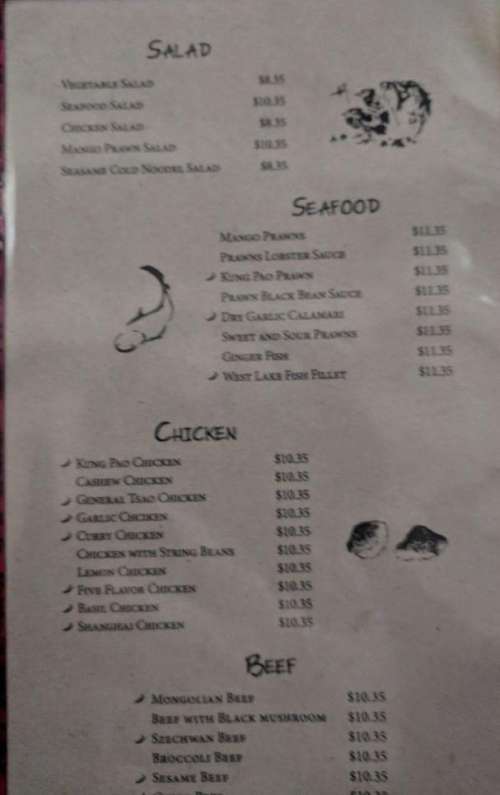 SALAD
VEGETABLE SALAD $8.35
SEAFOOD SALAD $10.35
CHICKEN SALAD $8.35
MANGO PRAWN SALAD $10.35
SEASAME COLD NOODEL SALAD $8.35
SEAFOOD
MANGO PRAWNS $11.35
PRAWNS LOBSTER SAUCE $11.35
KUNG PAO PRAWN $11.35
PRAWN BLACK BEAN SAUCE $11.35
DRY GARLIC CALAMARI $11.35
SWEET AND SOUR PRAWNS $11.35
GINGER FISH $11.35
WEST LAKE FISH FILLET $11.35
CHICKEN
KUNG PAO CHICKEN $10.35
CASHEW CHICKEN $10.35
GENERAL TSAO CHICKEN $10.35
GARLIC CHCIKEN $10.35
CURRY CHICKEN $10.35
CHICKEN WITH STRING BEANS $10.35
LEMON CHICKEN $10.35
FIVE FLAVOR CHICKEN $10.35
BASIL CHICKEN $10.35
SHANGHAI CHICKEN $10.35
BEEF
MONGOLIAN BEEF $10.35
BEEF WITH BLACK MUSHROOM $10.35
SZECHWAN BEEF $10.35
BROCCOLI BEEF $10.35
SESAME BEEF $10.35